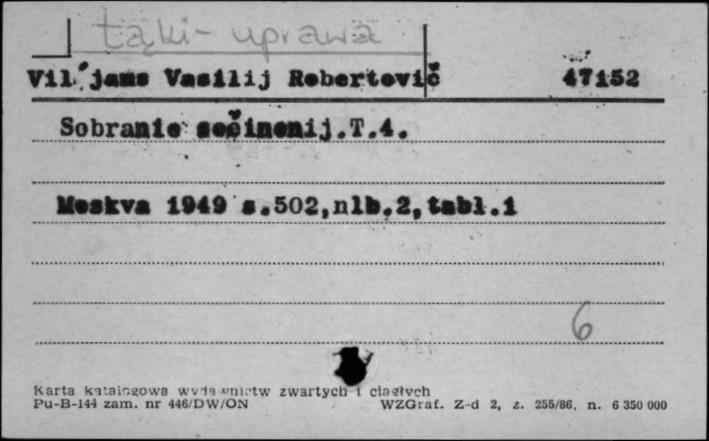 łąki - uprawa
Vil´jams Vasilij Robertovič 47152
Sobranie sočinenij.T.4.
Moskva 1949 s.502,nlb.2,tabl.1
6
Karta katalogowa wydawnictw zwartych i ciągłych
Pu-B-144 zam. nr 446/DW/ON WZGraf. Z-d 2, z. 255/86, n. 6 350 000